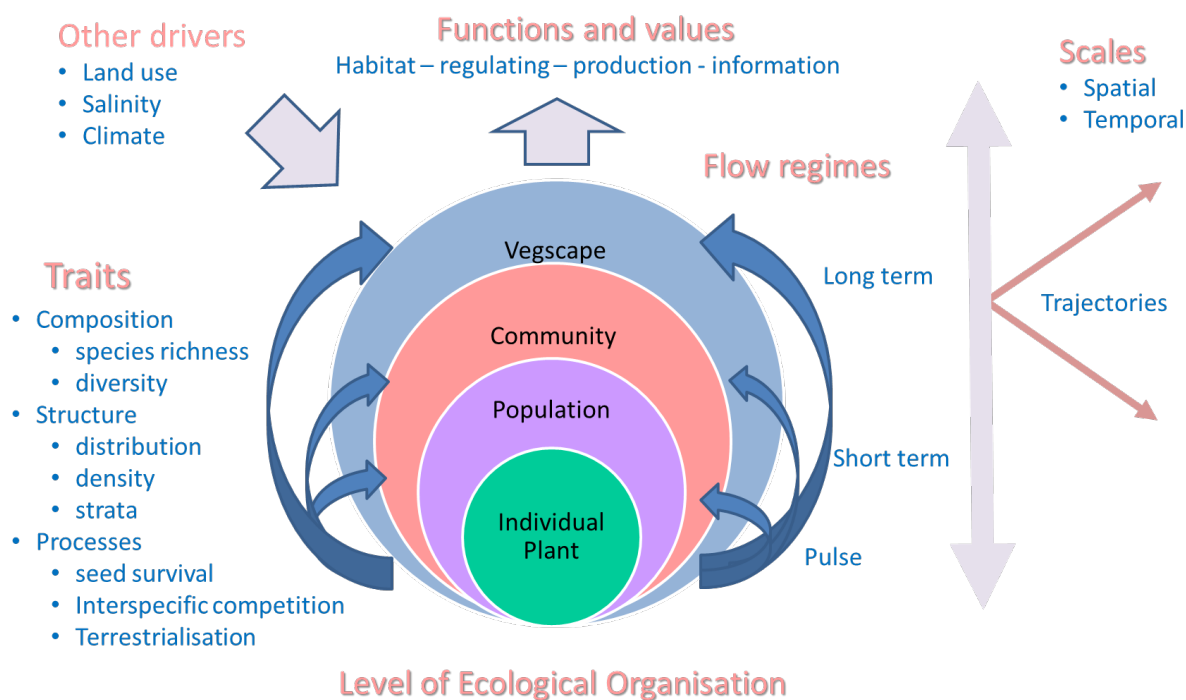 Other drivers
• Land use
• Salinity
• Climate
Functions and values
Habitat – regulating – production - information
Scales
• Spatial
• Temporal
Flow regimes
Long term
Short term
Pulse
Trajectories
Traits
• Composition
• species richness
• diversity
• Structure
• distribution
• density
• strata
• Processes
• seed survival
• Interspecific competition
• Terrestrialisation
Vegscape
Community
Population
Individual
Plant
Level of Ecological Organisation